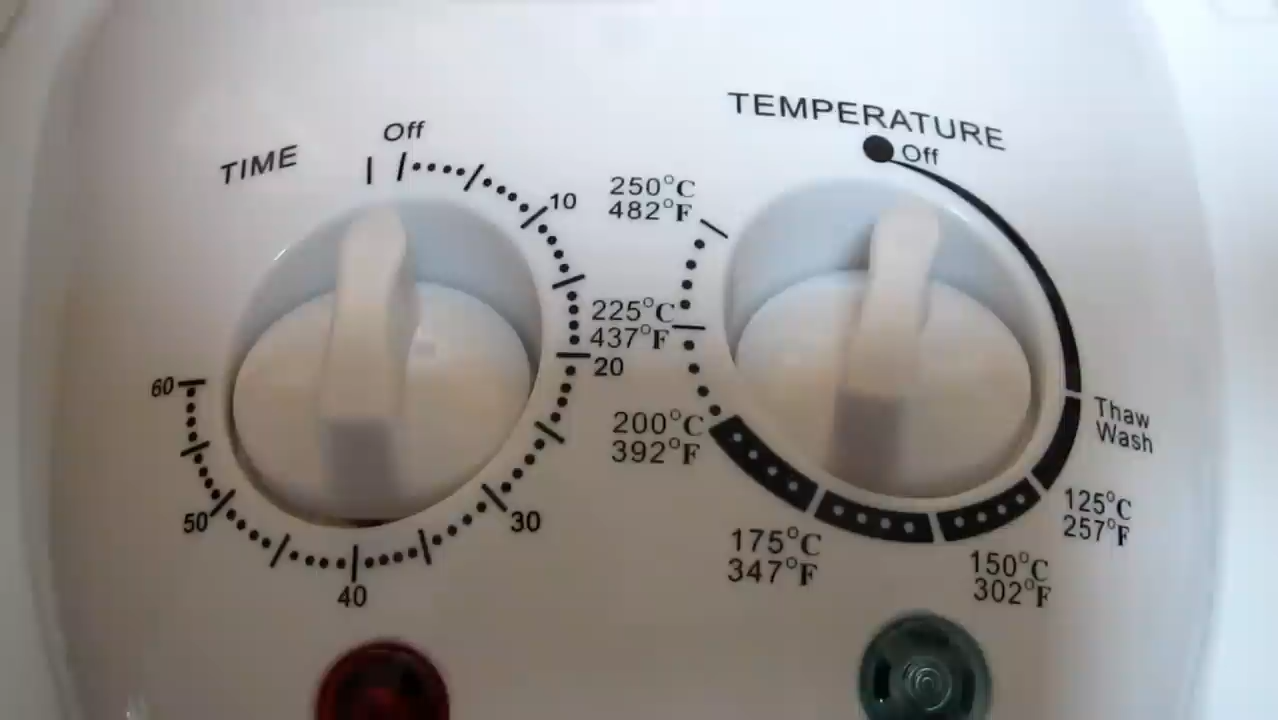 TIME
Off
10
20
30
40
50
60
TEMPERATURE
Off
Thaw
Wash
125°C
257°F
150°C
302°F
175°C
347°F
200°C
392°F
225°C
437°F
250°C
482°F